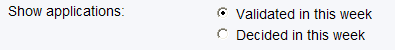 Show applications: Validated in this week
Decided in this week